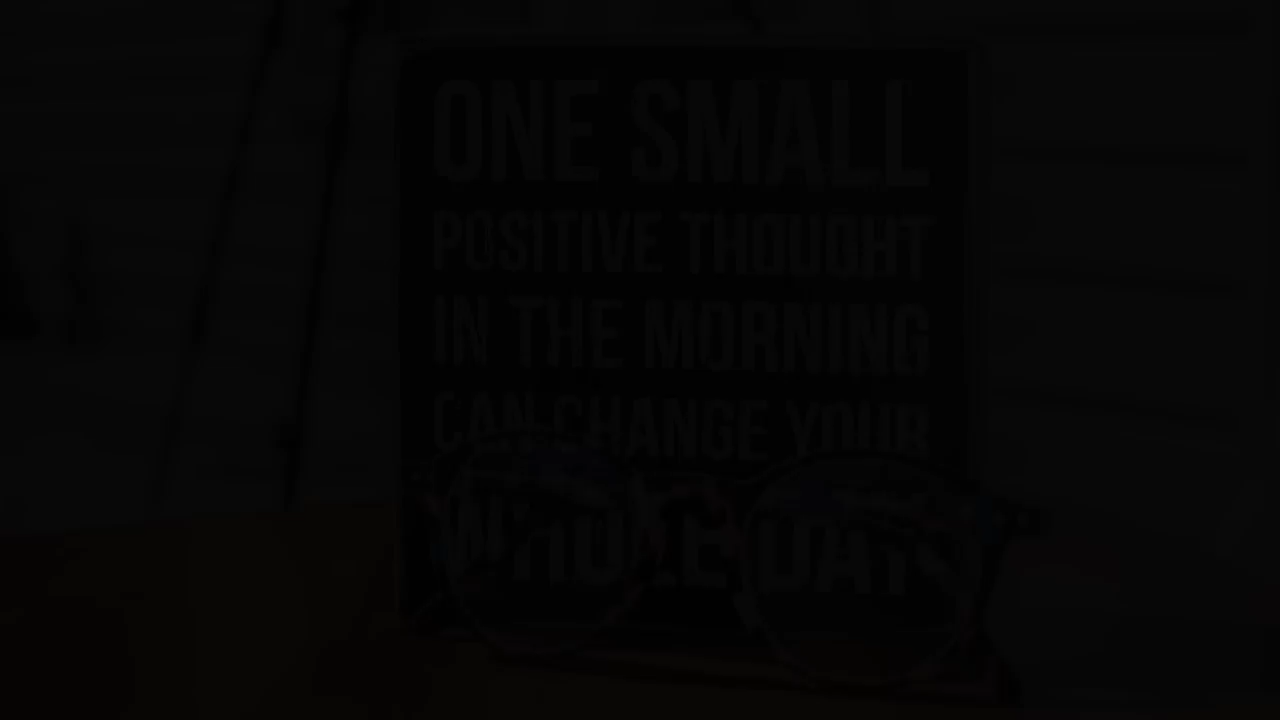 ONE SMALL
POSITIVE THOUGHT
IN THE MORNING
CAN CHANGE YOUR
WHOLE DAY